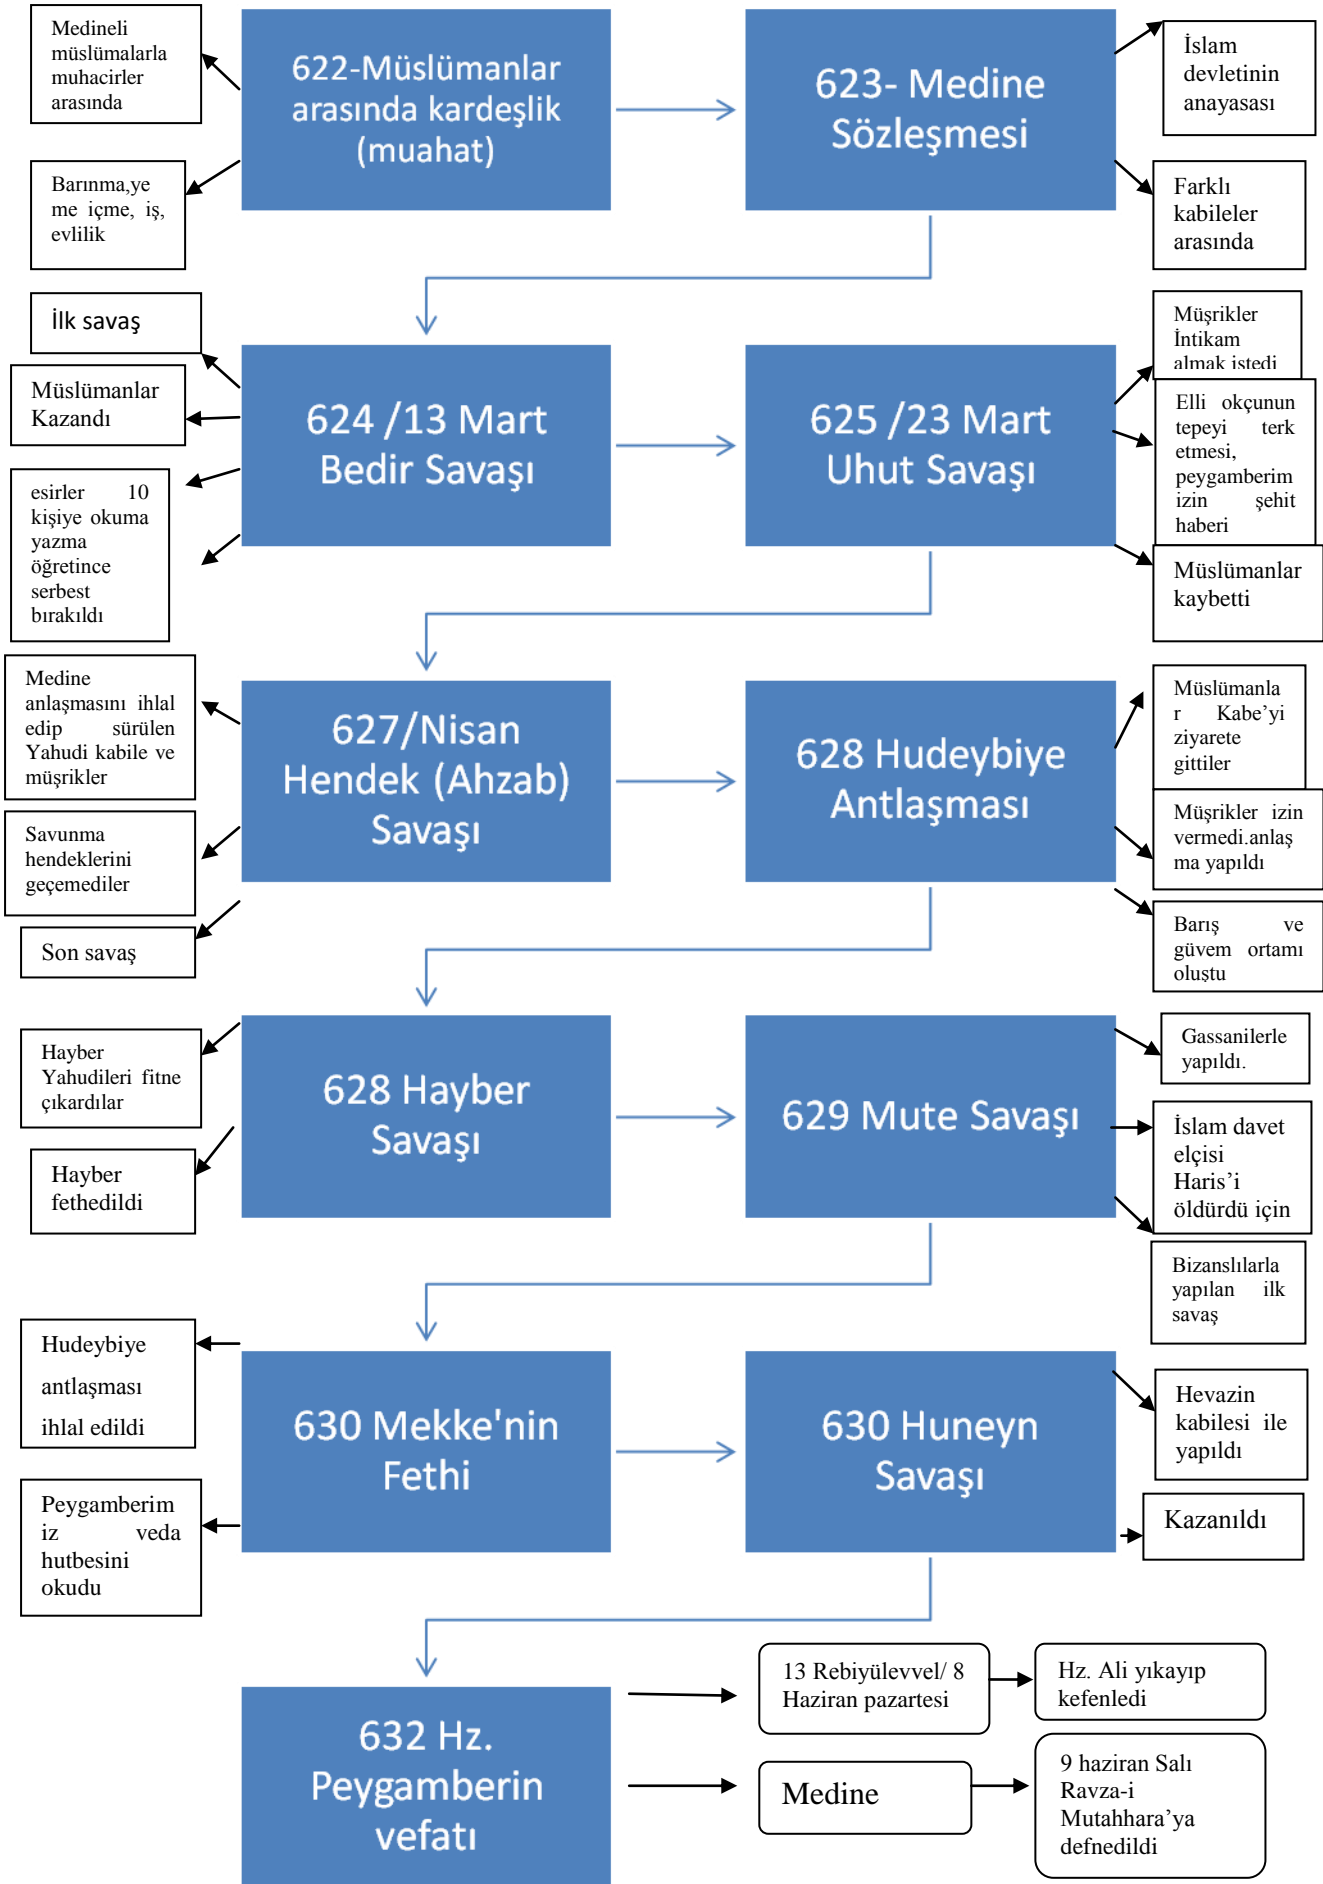 Medineli
müslümalarla
muhacirler
arasında
Barınma,ye
me içme, iş,
evlilik
622-Müslümanlar
arasında kardeşlik
(muahat)
623- Medine
Sözleşmesi
İslam
devletinin
anayasası
Farklı
kabileler
arasında
İlk savaş
Müslümanlar
Kazandı
esirler 10
kişiye okuma
yazma
öğretince
serbest
bırakıldı
624 /13 Mart
Bedir Savaşı
625 /23 Mart
Uhut Savaşı
Müşrikler
İntikam
almak istedi
Elli okçunun
tepeyi terk
etmesi,
peygamberim
izin şehit
haberi
Müslümanlar
kaybetti
Medine
anlaşmasını ihlal
edip sürülen
Yahudi kabile ve
müşrikler
Savunma
hendeklerini
geçemediler
Son savaş
627/Nisan
Hendek (Ahzab)
Savaşı
628 Hudeybiye
Antlaşması
Müslümanla
r Kabe’yi
ziyarete
gittiler
Müşrikler izin
vermedi.anlaş
ma yapıldı
Barış ve
güvem ortamı
oluştu
Hayber
Yahudileri fitne
çıkardılar
Hayber
fethedildi
628 Hayber
Savaşı
629 Mute Savaşı
Gassanilerle
yapıldı.
İslam davet
elçisi
Haris’i
öldürdü için
Bizanslılarla
yapılan ilk
savaş
Hudeybiye
antlaşması
ihlal edildi
Peygamberim
iz veda
hutbesini
okudu
630 Mekke'nin
Fethi
630 Huneyn
Savaşı
Hevazin
kabilesi ile
yapıldı
Kazanıldı
632 Hz.
Peygamberin
vefatı
13 Rebiyülevvel/ 8
Haziran pazartesi
Hz. Ali yıkayıp
kefenledi
Medine
9 haziran Salı
Ravza-i
Mutahhara’ya
defnedildi